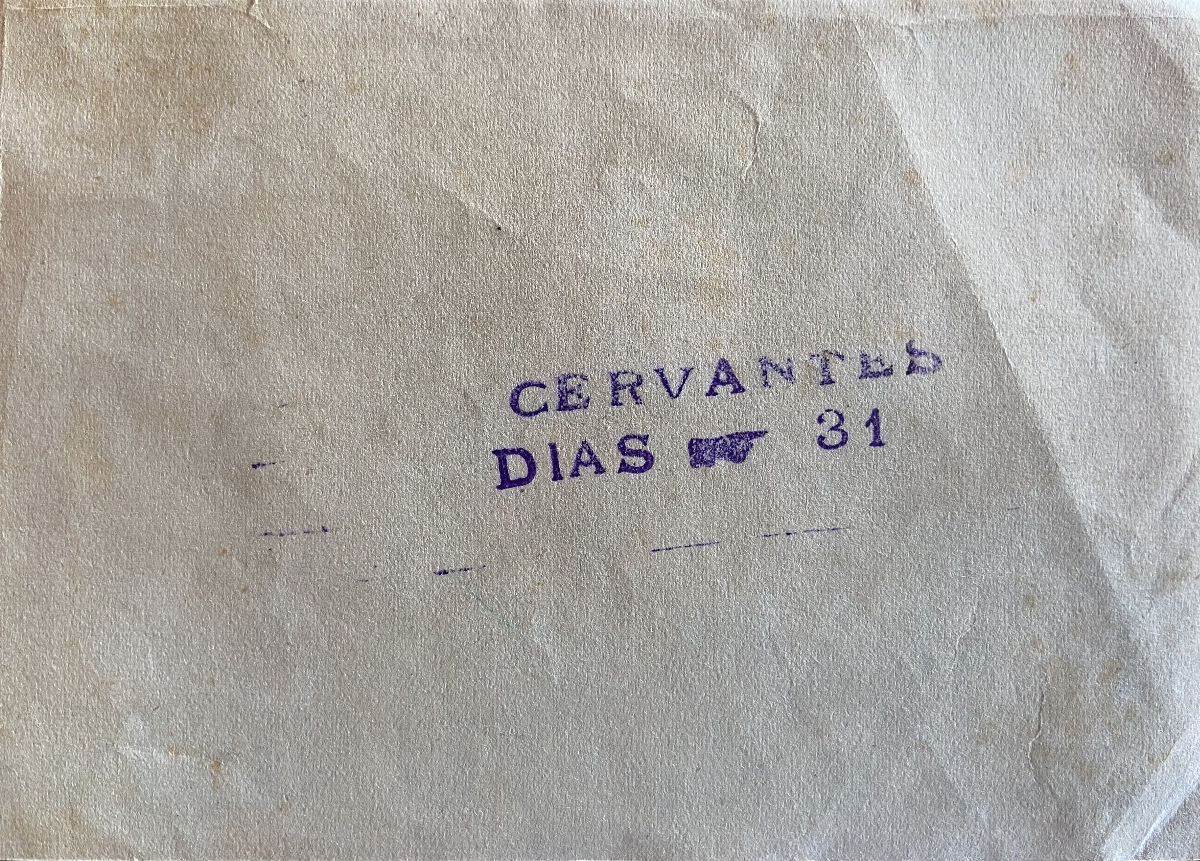 CERVANTES
DIAS ☛ 31